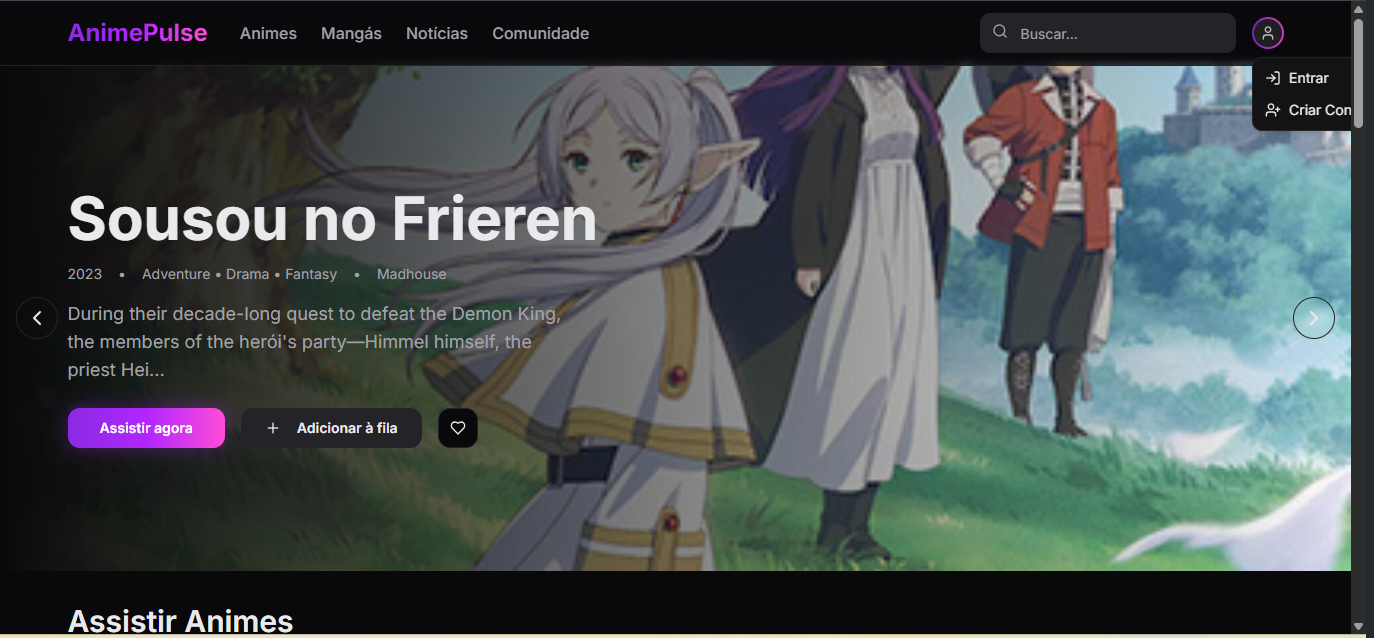 AnimePulse Animes Mangás Notícias Comunidade Buscar...
Entrar
Criar Con
Sousou no Frieren
2023 • Adventure • Drama • Fantasy • Madhouse
During their decade-long quest to defeat the Demon King,
the members of the herói's party—Himmel himself, the
priest Hei...
Assistir agora Adicionar à fila
Assistir Animes